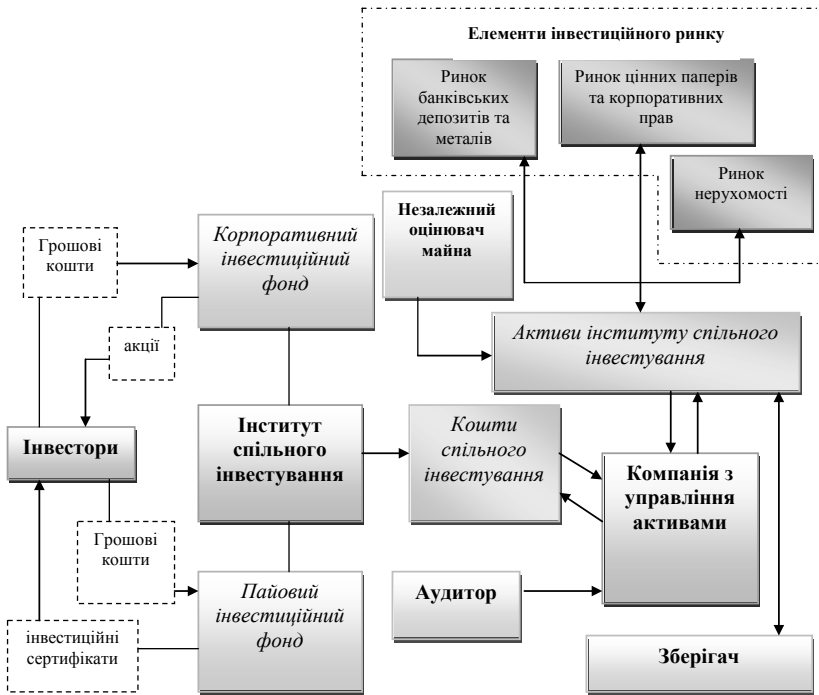 Елементи інвестиційного ринку
Ринок
банківських
депозитів та
металів
Ринок цінних паперів
та корпоративних
прав
Ринок
нерухомості
Незалежний
оцінювач
майна
Грошові
кошти
Корпоративний
інвестиційний
фонд
акції
Активи інституту спільного
інвестування
Інвестори
Інститут
спільного
інвестування
Кошти
спільного
інвестування
Компанія з
управління
активами
Грошові
кошти
Пайовий
інвестиційний
фонд
Аудитор
інвестиційні
сертифікати
Зберігач